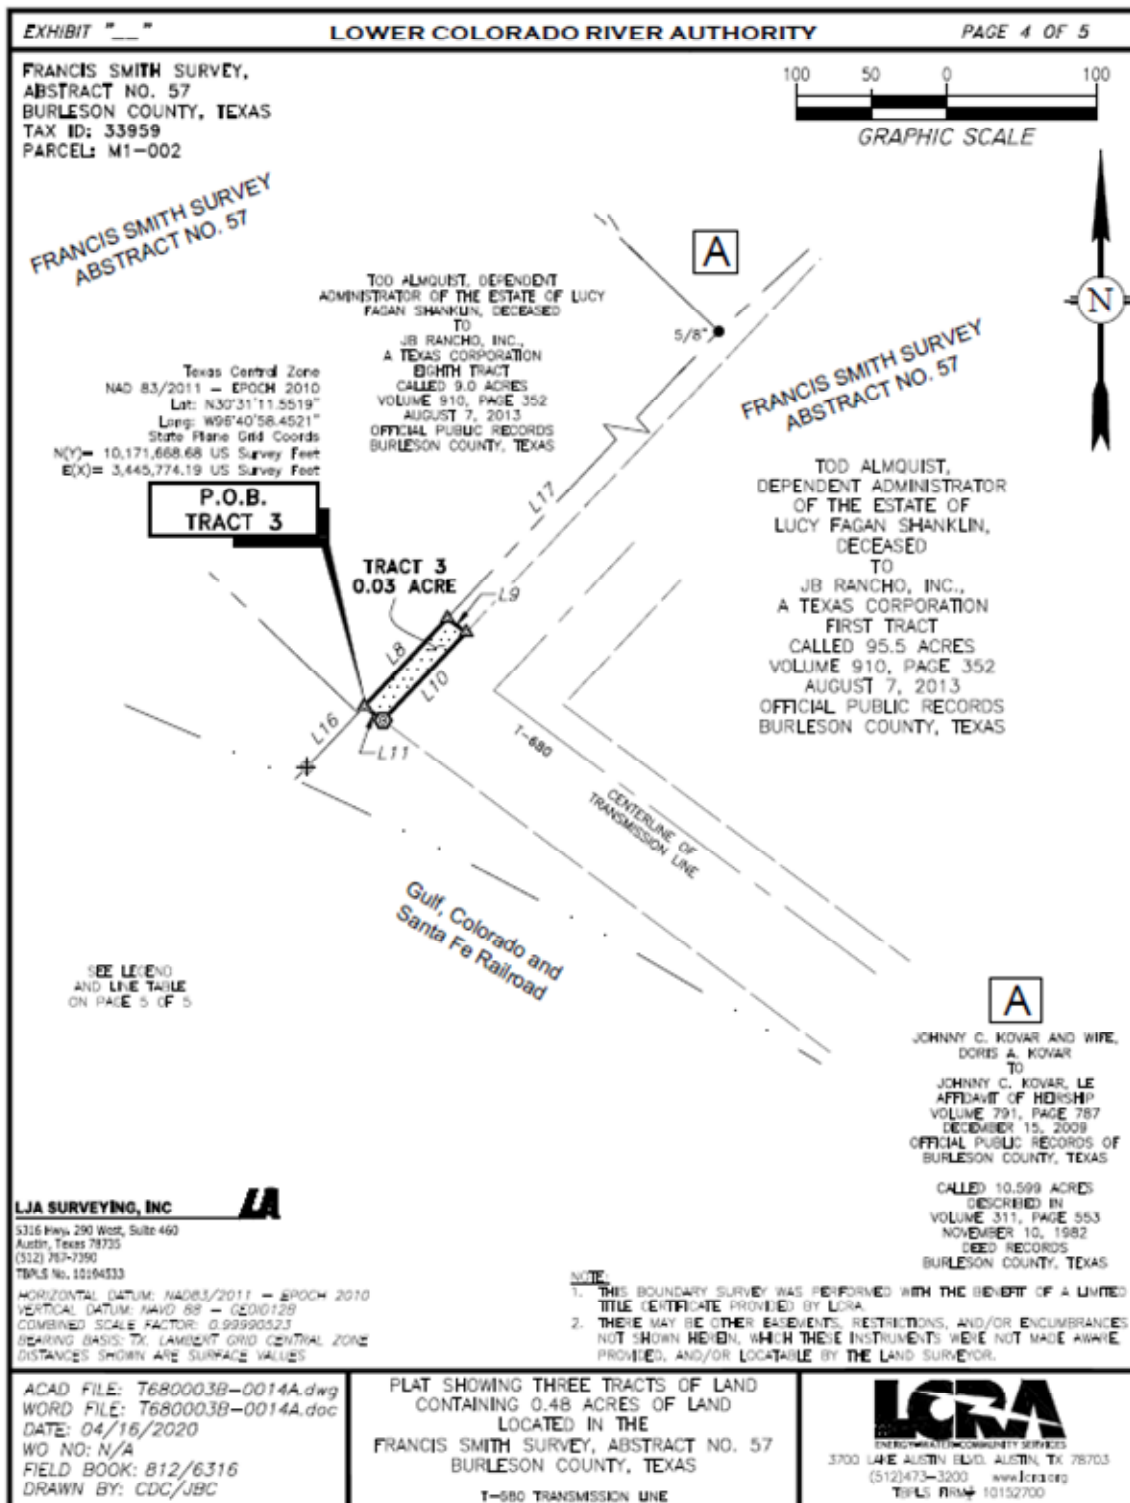 EXHIBIT "__"
LOWER COLORADO RIVER AUTHORITY
PAGE 4 OF 5
FRANCIS SMITH SURVEY,
ABSTRACT NO. 57
BURLESON COUNTY, TEXAS
TAX ID: 33959
PARCEL: M1-002
100 50 0 100
GRAPHIC SCALE
FRANCIS SMITH SURVEY
ABSTRACT NO. 57
A
N
TOD ALMQUIST, DEPENDENT
ADMINISTRATOR OF THE ESTATE OF LUCY
FAGAN SHANKLIN, DECEASED
TO
JB RANCHO, INC.,
A TEXAS CORPORATION
EIGHTH TRACT
CALLED 9.0 ACRES
VOLUME 910, PAGE 352
AUGUST 7, 2013
OFFICIAL PUBLIC RECORDS
BURLESON COUNTY, TEXAS
5/8"
FRANCIS SMITH SURVEY
ABSTRACT NO. 57
Texas Central Zone
NAD 83/2011 - EPOCH 2010
Lat: N30°31'11.5519"
Long: W96°40'58.4521"
State Plane Grid Coords
N(Y)= 10,171,668.68 US Survey Feet
E(X)= 3,445,774.19 US Survey Feet
P.O.B.
TRACT 3
TOD ALMQUIST,
DEPENDENT ADMINISTRATOR
OF THE ESTATE OF
LUCY FAGAN SHANKLIN,
DECEASED
TO
JB RANCHO, INC.,
A TEXAS CORPORATION
FIRST TRACT
CALLED 95.5 ACRES
VOLUME 910, PAGE 352
AUGUST 7, 2013
OFFICIAL PUBLIC RECORDS
BURLESON COUNTY, TEXAS
L17
TRACT 3
0.03 ACRE
L9
L8
L10
L16
L11
T-680
CENTERLINE OF
TRANSMISSION LINE
Gulf, Colorado and
Santa Fe Railroad
SEE LEGEND
AND LINE TABLE
ON PAGE 5 OF 5
A
JOHNNY C. KOVAR AND WIFE,
DORIS A. KOVAR
TO
JOHNNY C. KOVAR, LE
AFFIDAVIT OF HEIRSHIP
VOLUME 791, PAGE 787
DECEMBER 15, 2009
OFFICIAL PUBLIC RECORDS OF
BURLESON COUNTY, TEXAS
CALLED 10.599 ACRES
DESCRIBED IN
VOLUME 311, PAGE 553
NOVEMBER 10, 1982
DEED RECORDS
BURLESON COUNTY, TEXAS
LJA SURVEYING, INC
5316 Hwy. 290 West, Suite 460
Austin, Texas 78735
(512) 767-7390
TBPLS No. 10194533
HORIZONTAL DATUM: NAD83/2011 - EPOCH 2010
VERTICAL DATUM: NAVD 88 - GEOID12B
COMBINED SCALE FACTOR: 0.99990523
BEARING BASIS: TX. LAMBERT GRID CENTRAL ZONE
DISTANCES SHOWN ARE SURFACE VALUES
NOTE:
1. THIS BOUNDARY SURVEY WAS PERFORMED WITH THE BENEFIT OF A LIMITED
TITLE CERTIFICATE PROVIDED BY LCRA.
2. THERE MAY BE OTHER EASEMENTS, RESTRICTIONS, AND/OR ENCUMBRANCES
NOT SHOWN HEREIN, WHICH THESE INSTRUMENTS WERE NOT MADE AWARE,
PROVIDED, AND/OR LOCATABLE BY THE LAND SURVEYOR.
ACAD FILE: T680003B-0014A.dwg
WORD FILE: T680003B-0014A.doc
DATE: 04/16/2020
WO NO: N/A
FIELD BOOK: 812/6316
DRAWN BY: CDC/JBC
PLAT SHOWING THREE TRACTS OF LAND
CONTAINING 0.48 ACRES OF LAND
LOCATED IN THE
FRANCIS SMITH SURVEY, ABSTRACT NO. 57
BURLESON COUNTY, TEXAS
T-680 TRANSMISSION LINE
LCRA
ENERGY•WATER•COMMUNITY SERVICES
3700 LAKE AUSTIN BLVD. AUSTIN, TX 78703
(512)473-3200 www.lcra.org
TBPLS FIRM# 10152700